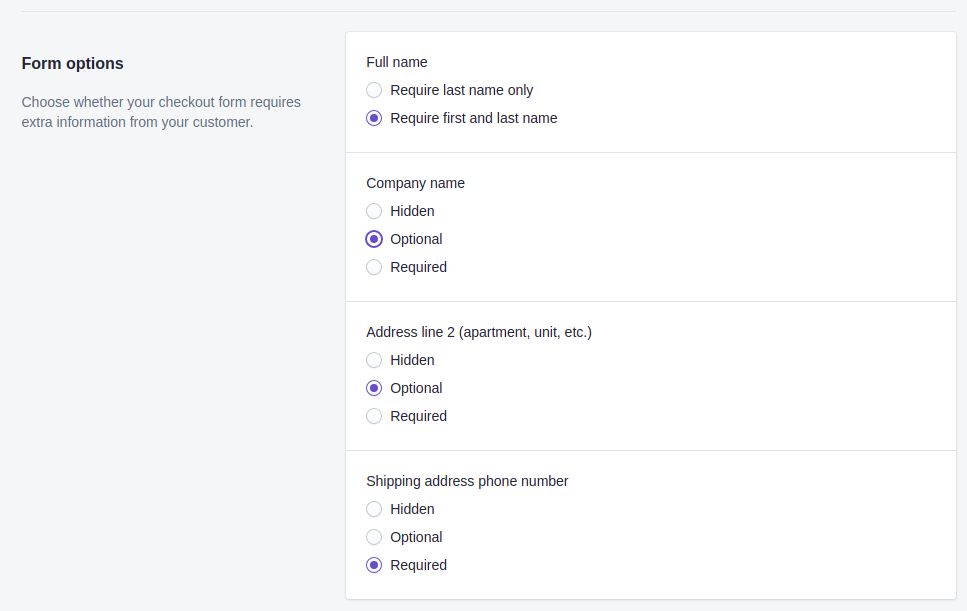 Form options
Choose whether your checkout form requires
extra information from your customer.
Full name
Require last name only
Require first and last name
Company name
Hidden
Optional
Required
Address line 2 (apartment, unit, etc.)
Hidden
Optional
Required
Shipping address phone number
Hidden
Optional
Required